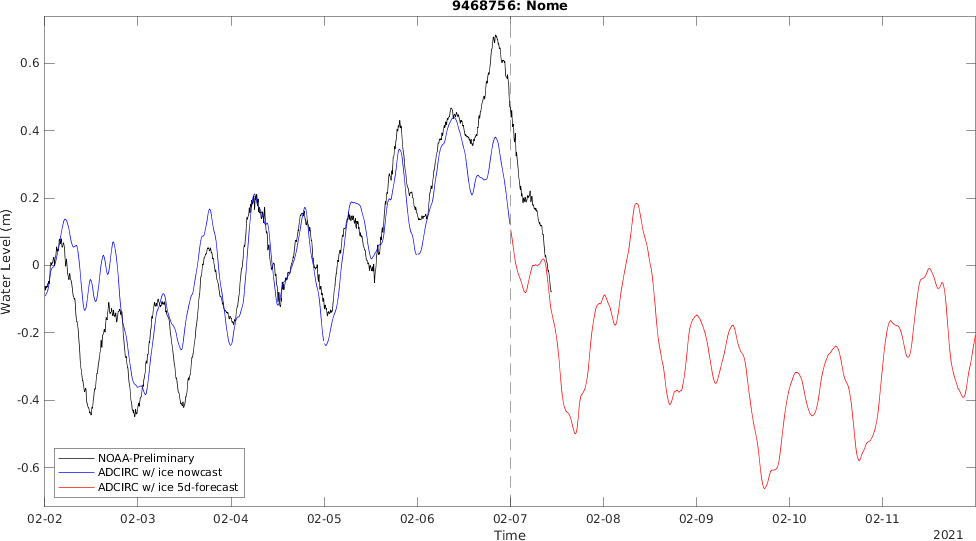 9468756: Nome
Water Level (m)
0.6
0.4
0.2
0
-0.2
-0.4
-0.6
NOAA-Preliminary
ADCIRC w/ ice nowcast
ADCIRC w/ ice 5d-forecast
02-02 02-03 02-04 02-05 02-06 02-07 02-08 02-09 02-10 02-11
Time
2021